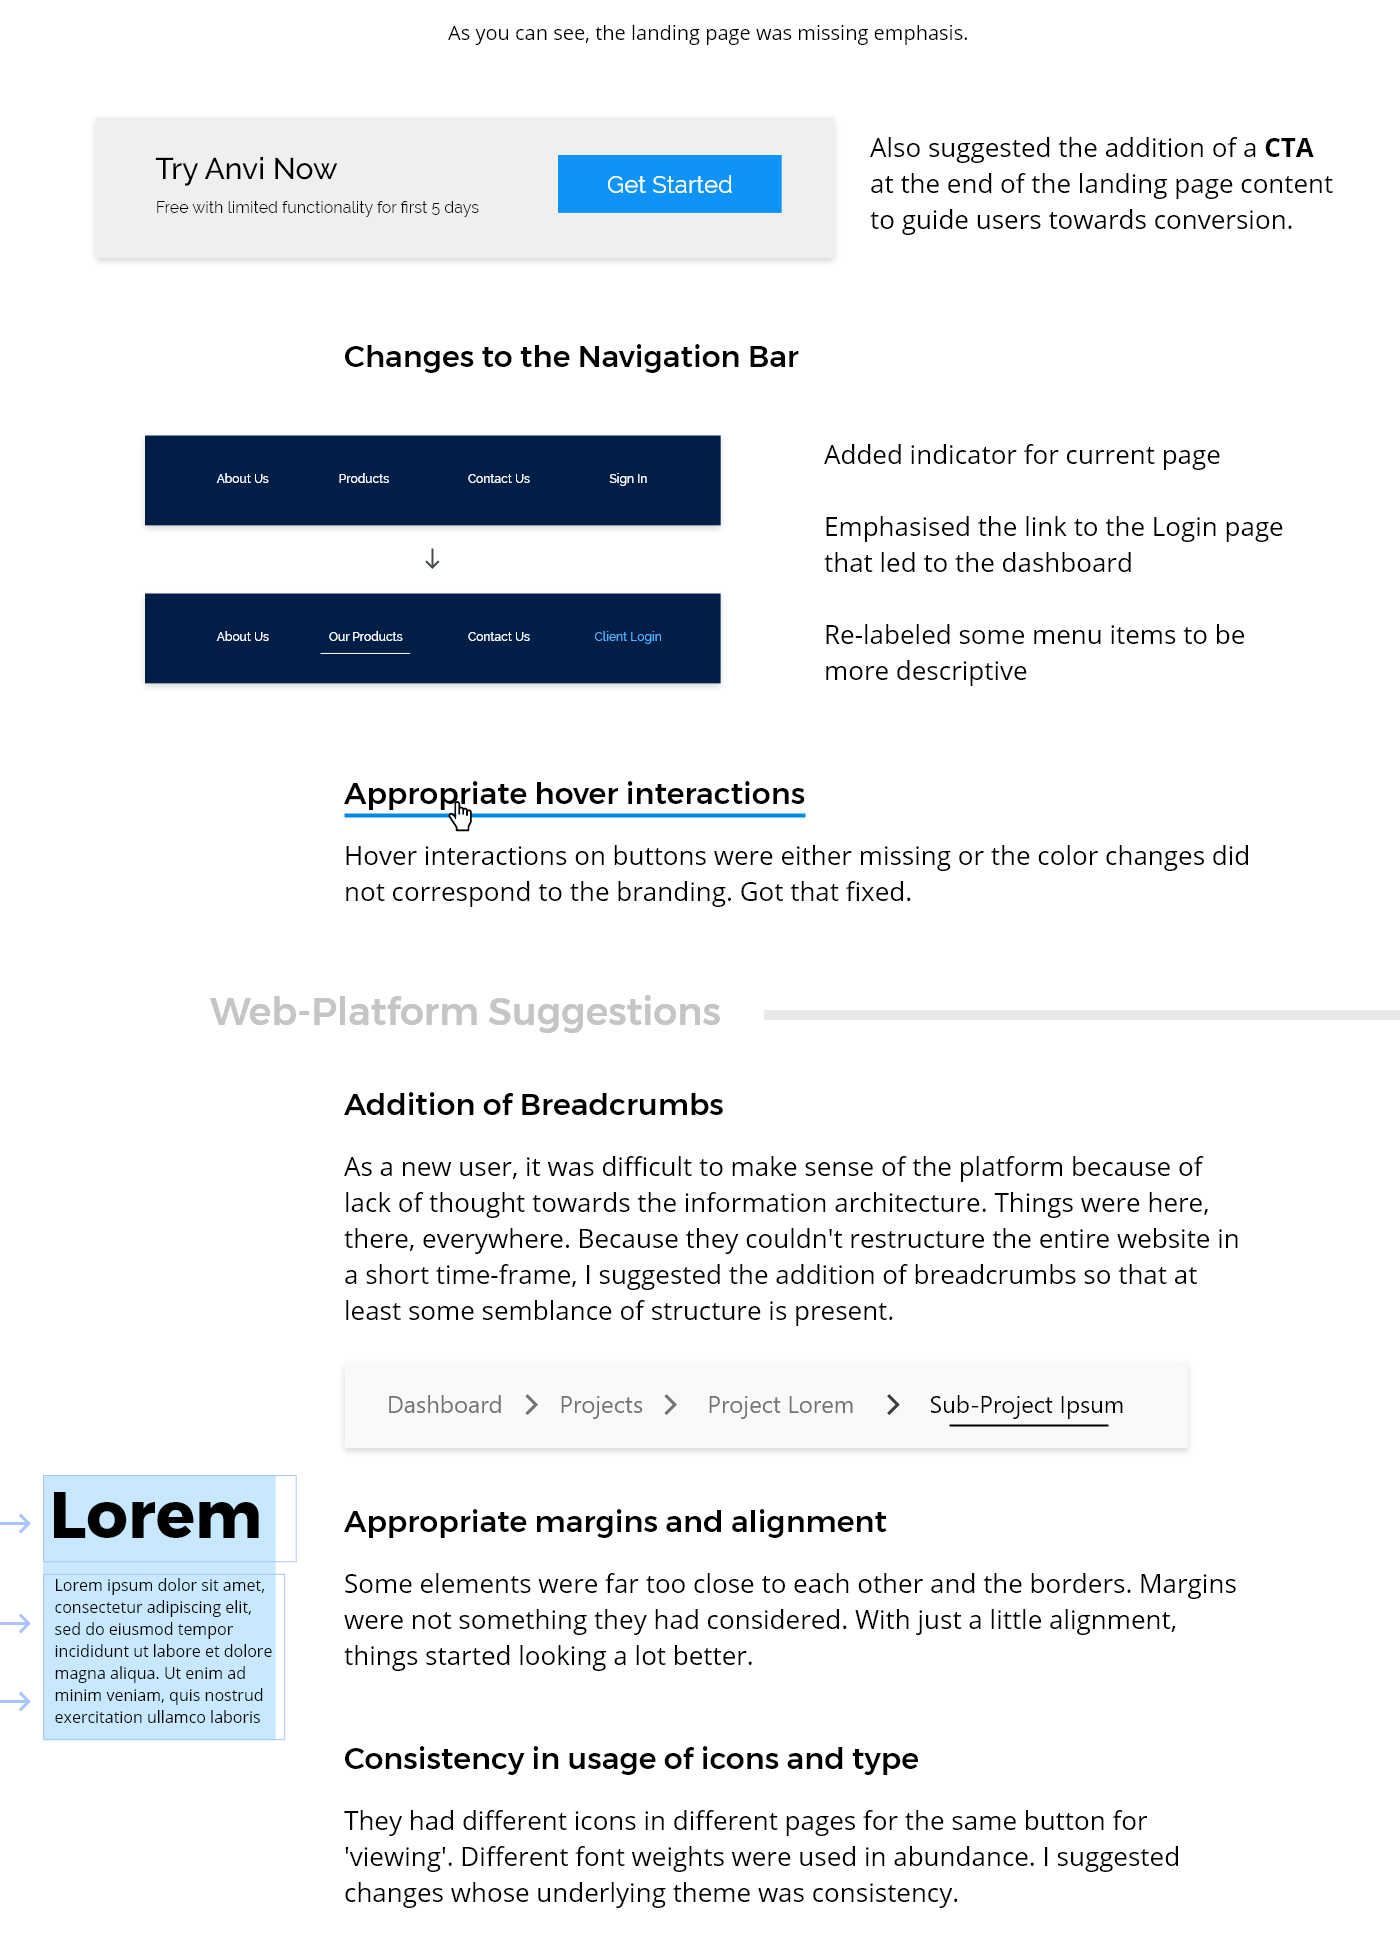 As you can see, the landing page was missing emphasis.
Try Anvi Now
Free with limited functionality for first 5 days
Get Started
Also suggested the addition of a CTA
at the end of the landing page content
to guide users towards conversion.
Changes to the Navigation Bar
About Us Products Contact Us Sign In
About Us Our Products Contact Us Client Login
Added indicator for current page
Emphasised the link to the Login page
that led to the dashboard
Re-labeled some menu items to be
more descriptive
Appropriate hover interactions
Hover interactions on buttons were either missing or the color changes did
not correspond to the branding. Got that fixed.
Web-Platform Suggestions
Addition of Breadcrumbs
As a new user, it was difficult to make sense of the platform because of
lack of thought towards the information architecture. Things were here,
there, everywhere. Because they couldn't restructure the entire website in
a short time-frame, I suggested the addition of breadcrumbs so that at
least some semblance of structure is present.
Dashboard > Projects > Project Lorem > Sub-Project Ipsum
Lorem
Lorem ipsum dolor sit amet,
consectetur adipiscing elit,
sed do eiusmod tempor
incididunt ut labore et dolore
magna aliqua. Ut enim ad
minim veniam, quis nostrud
exercitation ullamco laboris
Appropriate margins and alignment
Some elements were far too close to each other and the borders. Margins
were not something they had considered. With just a little alignment,
things started looking a lot better.
Consistency in usage of icons and type
They had different icons in different pages for the same button for
'viewing'. Different font weights were used in abundance. I suggested
changes whose underlying theme was consistency.